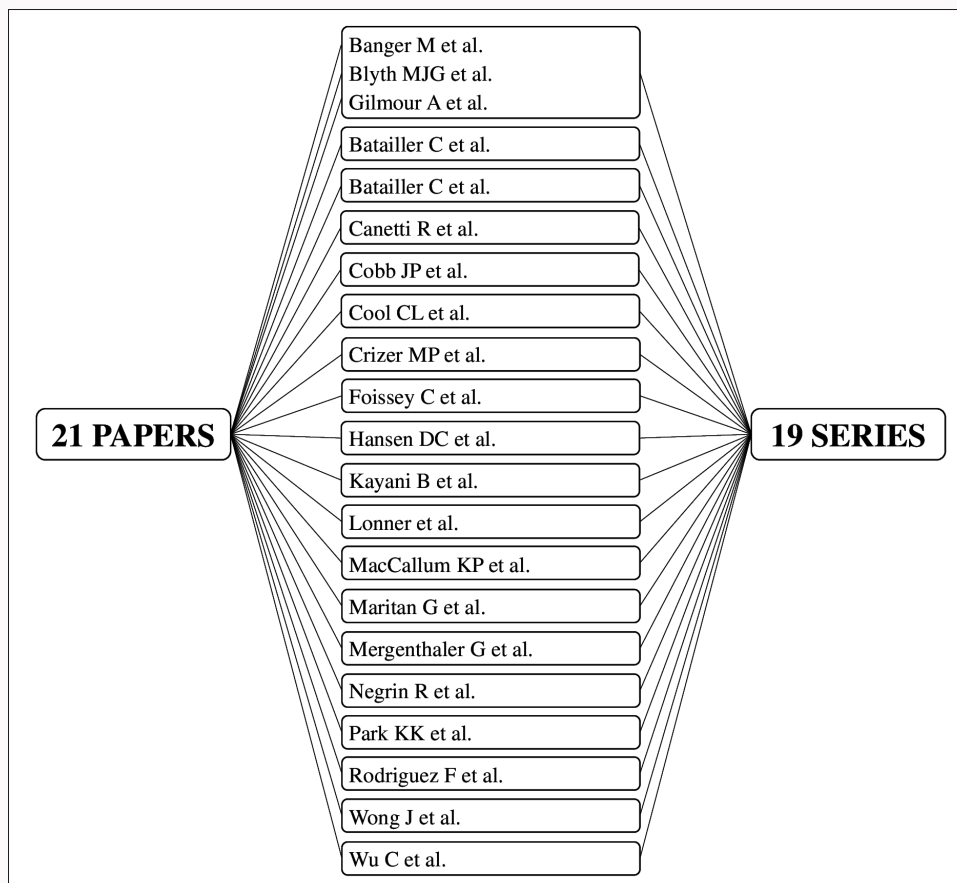 Banger M et al.
Blyth MJG et al.
Gilmour A et al.
Batailler C et al.
Batailler C et al.
Canetti R et al.
Cobb JP et al.
Cool CL et al.
Crizer MP et al.
Foissey C et al.
21 PAPERS
19 SERIES
Hansen DC et al.
Kayani B et al.
Lonner et al.
MacCallum KP et al.
Maritan G et al.
Mergenthaler G et al.
Negrin R et al.
Park KK et al.
Rodriguez F et al.
Wong J et al.
Wu C et al.